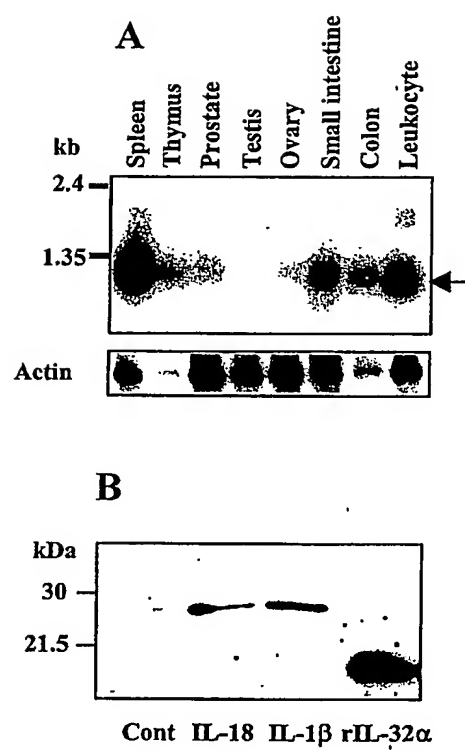 A
Spleen
Thymus
Prostate
Testis
Ovary
Small intestine
Colon
Leukocyte
kb
2.4
1.35
Actin
B
kDa
30
21.5
Cont IL-18 IL-1β rIL-32α